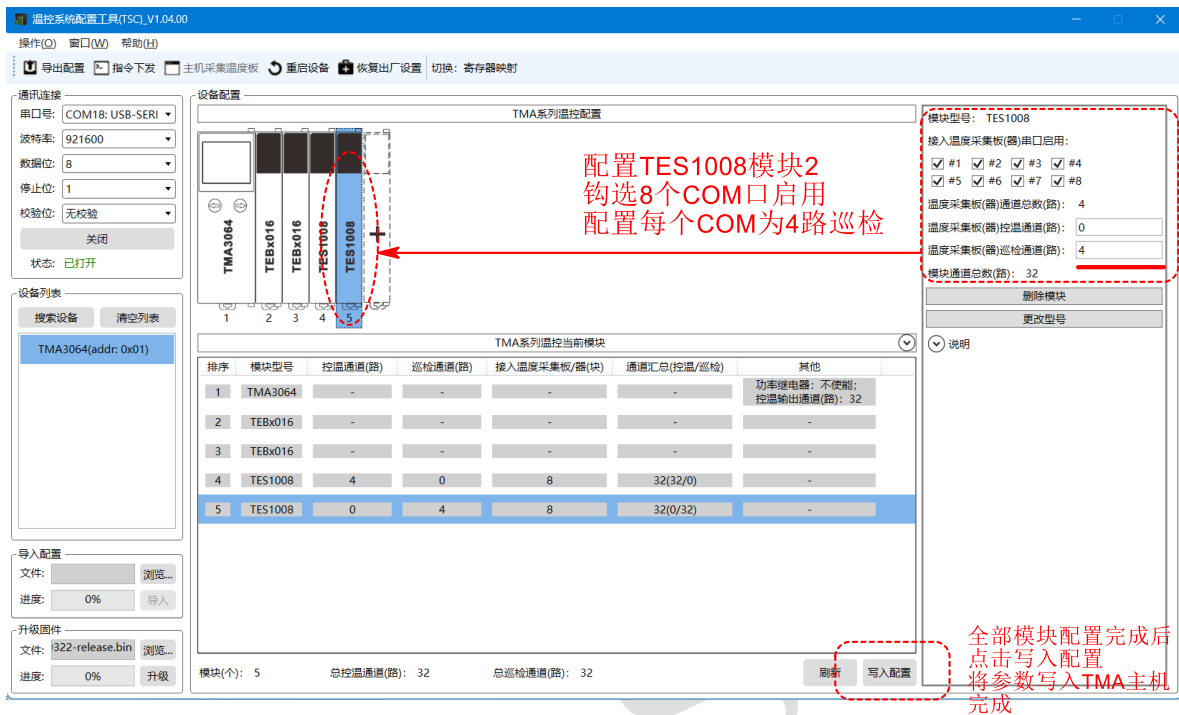 温控系统配置工具(TSC)_V1.04.00
操作(O) 窗口(W) 帮助(H)
导出配置 指令下发 主机采集温度板 重启设备 恢复出厂设置 切换：寄存器映射
通讯连接
串口号: COM18: USB-SERI
波特率: 921600
数据位: 8
停止位: 1
校验位: 无校验
关闭
状态: 已打开
设备列表
搜索设备 清空列表
TMA3064(addr: 0x01)
导入配置
文件: 浏览...
进度: 0% 导入
升级固件
文件: 322-release.bin 浏览...
进度: 0% 升级
设备配置
TMA系列温控配置
TMA3064 TEBx016 TEBx016 TES1008 TES1008
1 2 3 4 5
配置TES1008模块2
钩选8个COM口启用
配置每个COM为4路巡检
TMA系列温控当前模块
排序 模块型号 控温通道(路) 巡检通道(路) 接入温度采集板/器(块) 通道汇总(控温/巡检) 其他
1 TMA3064 - - - - 功率继电器：不使能;
控温输出通道(路)：32
2 TEBx016 - - - - -
3 TEBx016 - - - - -
4 TES1008 4 0 8 32(32/0) -
5 TES1008 0 4 8 32(0/32) -
模块(个)： 5 总控温通道(路)： 32 总巡检通道(路)： 32 刷新 写入配置
模块型号： TES1008
接入温度采集板(器)串口启用：
#1 #2 #3 #4
#5 #6 #7 #8
温度采集板(器)通道总数(路)： 4
温度采集板(器)控温通道(路)： 0
温度采集板(器)巡检通道(路)： 4
模块通道总数(路)： 32
删除模块
更改型号
说明
全部模块配置完成后
点击写入配置
将参数写入TMA主机
完成